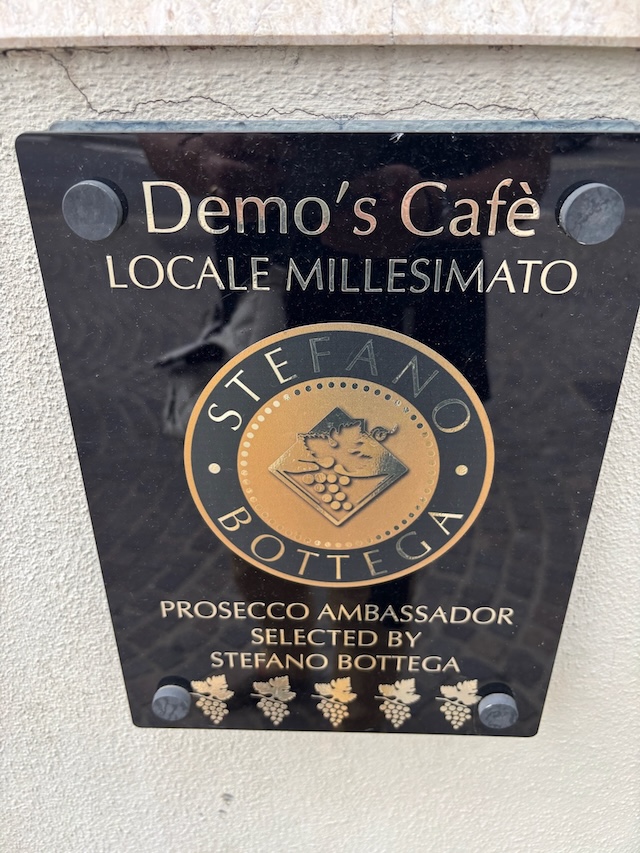 Demo's Cafè
LOCALE MILLESIMATO
STEFANO
BOTTEGA
PROSECCO AMBASSADOR
SELECTED BY
STEFANO BOTTEGA